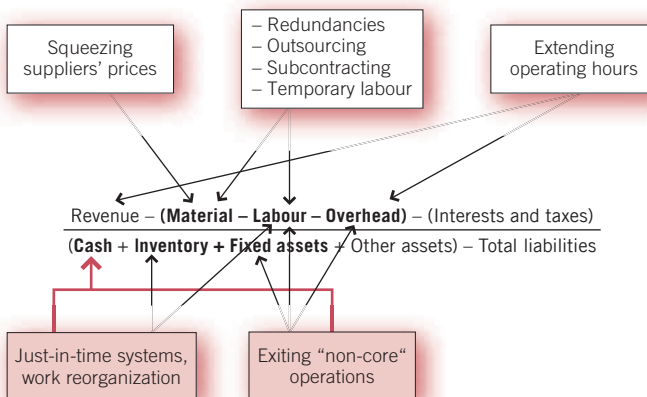 Squeezing
suppliers' prices
– Redundancies
– Outsourcing
– Subcontracting
– Temporary labour
Extending
operating hours
Revenue – (Material – Labour – Overhead) – (Interests and taxes)
(Cash + Inventory + Fixed assets + Other assets) – Total liabilities
Just-in-time systems,
work reorganization
Exiting “non-core“
operations